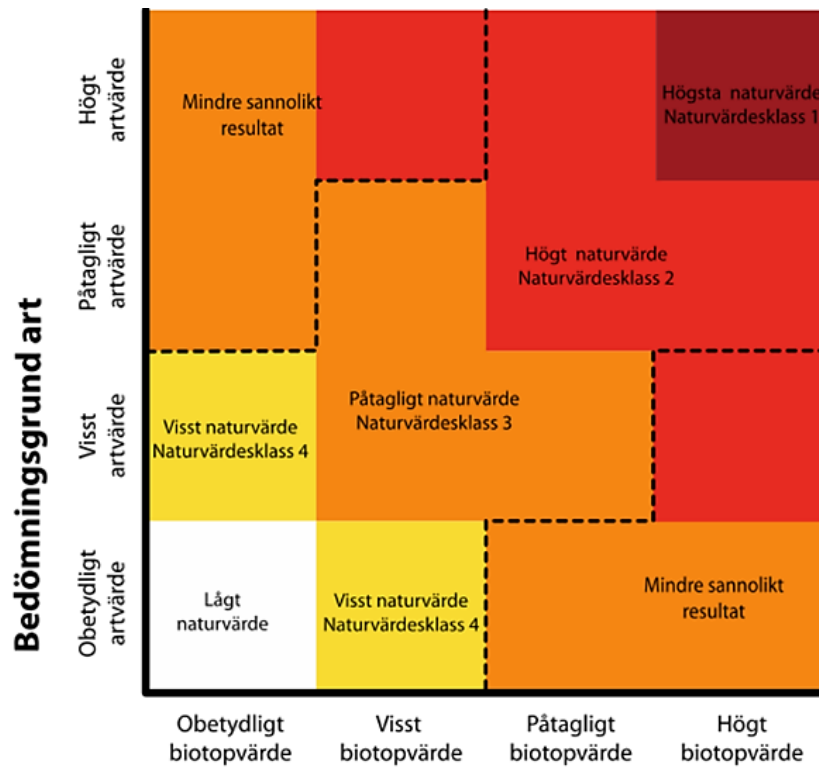 Bedömningsgrund art
Högt
artvärde
Påtagligt
artvärde
Visst
artvärde
Obetydligt
artvärde
Mindre sannolikt
resultat
Högsta naturvärde
Naturvärdesklass 1
Högt naturvärde
Naturvärdesklass 2
Påtagligt naturvärde
Naturvärdesklass 3
Visst naturvärde
Naturvärdesklass 4
Lågt
naturvärde
Visst naturvärde
Naturvärdesklass 4
Mindre sannolikt
resultat
Obetydligt
biotopvärde
Visst
biotopvärde
Påtagligt
biotopvärde
Högt
biotopvärde